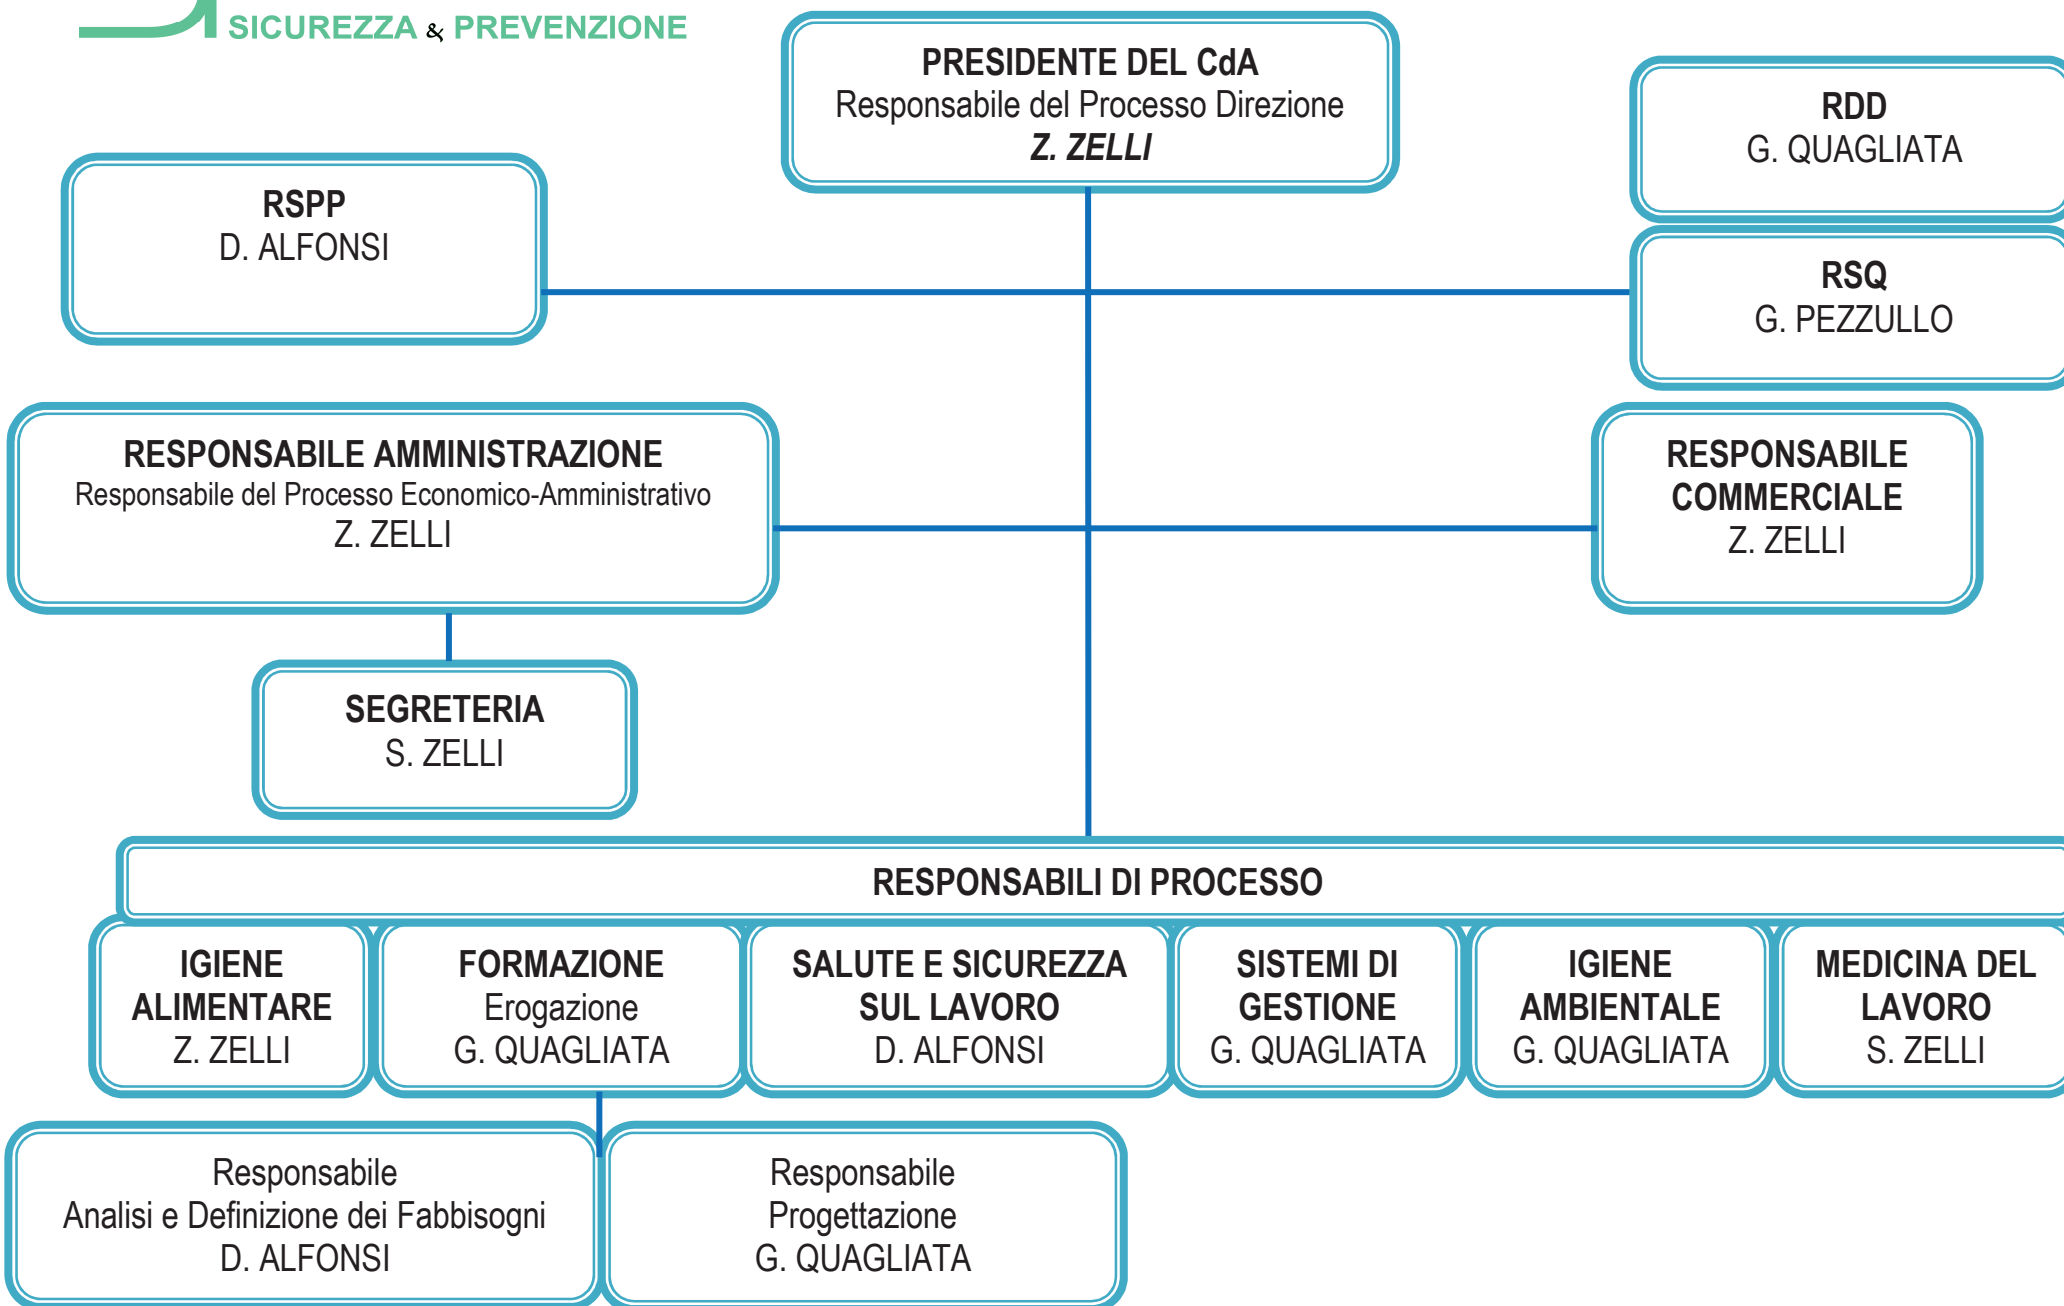 SICUREZZA & PREVENZIONE
PRESIDENTE DEL CdA
Responsabile del Processo Direzione
Z. ZELLI
RDD
G. QUAGLIATA
RSPP
D. ALFONSI
RSQ
G. PEZZULLO
RESPONSABILE AMMINISTRAZIONE
Responsabile del Processo Economico-Amministrativo
Z. ZELLI
RESPONSABILE
COMMERCIALE
Z. ZELLI
SEGRETERIA
S. ZELLI
RESPONSABILI DI PROCESSO
IGIENE
ALIMENTARE
Z. ZELLI
FORMAZIONE
Erogazione
G. QUAGLIATA
SALUTE E SICUREZZA
SUL LAVORO
D. ALFONSI
SISTEMI DI
GESTIONE
G. QUAGLIATA
IGIENE
AMBIENTALE
G. QUAGLIATA
MEDICINA DEL
LAVORO
S. ZELLI
Responsabile
Analisi e Definizione dei Fabbisogni
D. ALFONSI
Responsabile
Progettazione
G. QUAGLIATA